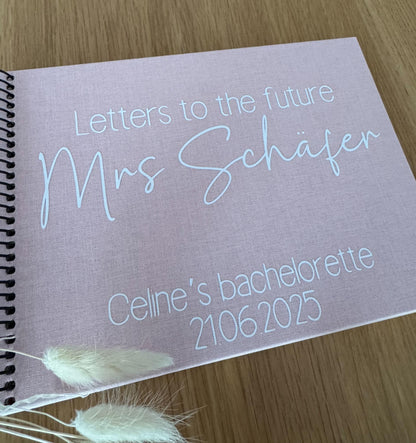 Letters to the future
Mrs Schäfer
Celine's bachelorette
21.06.2025